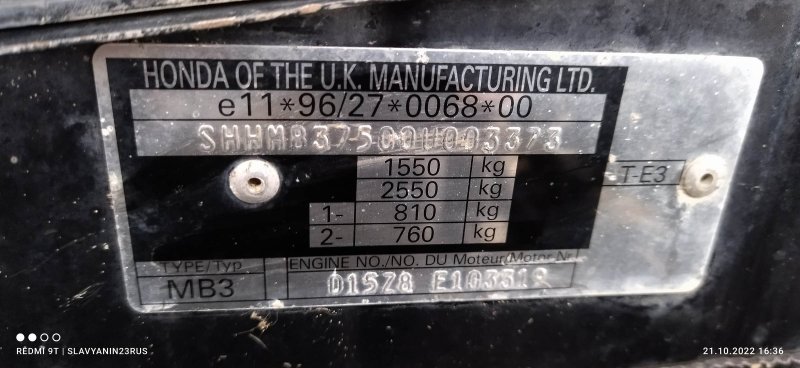 HONDA OF THE U.K. MANUFACTURING LTD.
e11*96/27*0068*00
SHHMB37500U003373
1550 kg
2550 kg
T-E3
1- 810 kg
2- 760 kg
TYPE/Typ ENGINE NO./NO. DU Moteur/Motor Nr.
MB3 D15Z8 E103319
REDMI 9T | SLAVYANIN23RUS
21.10.2022 16:36